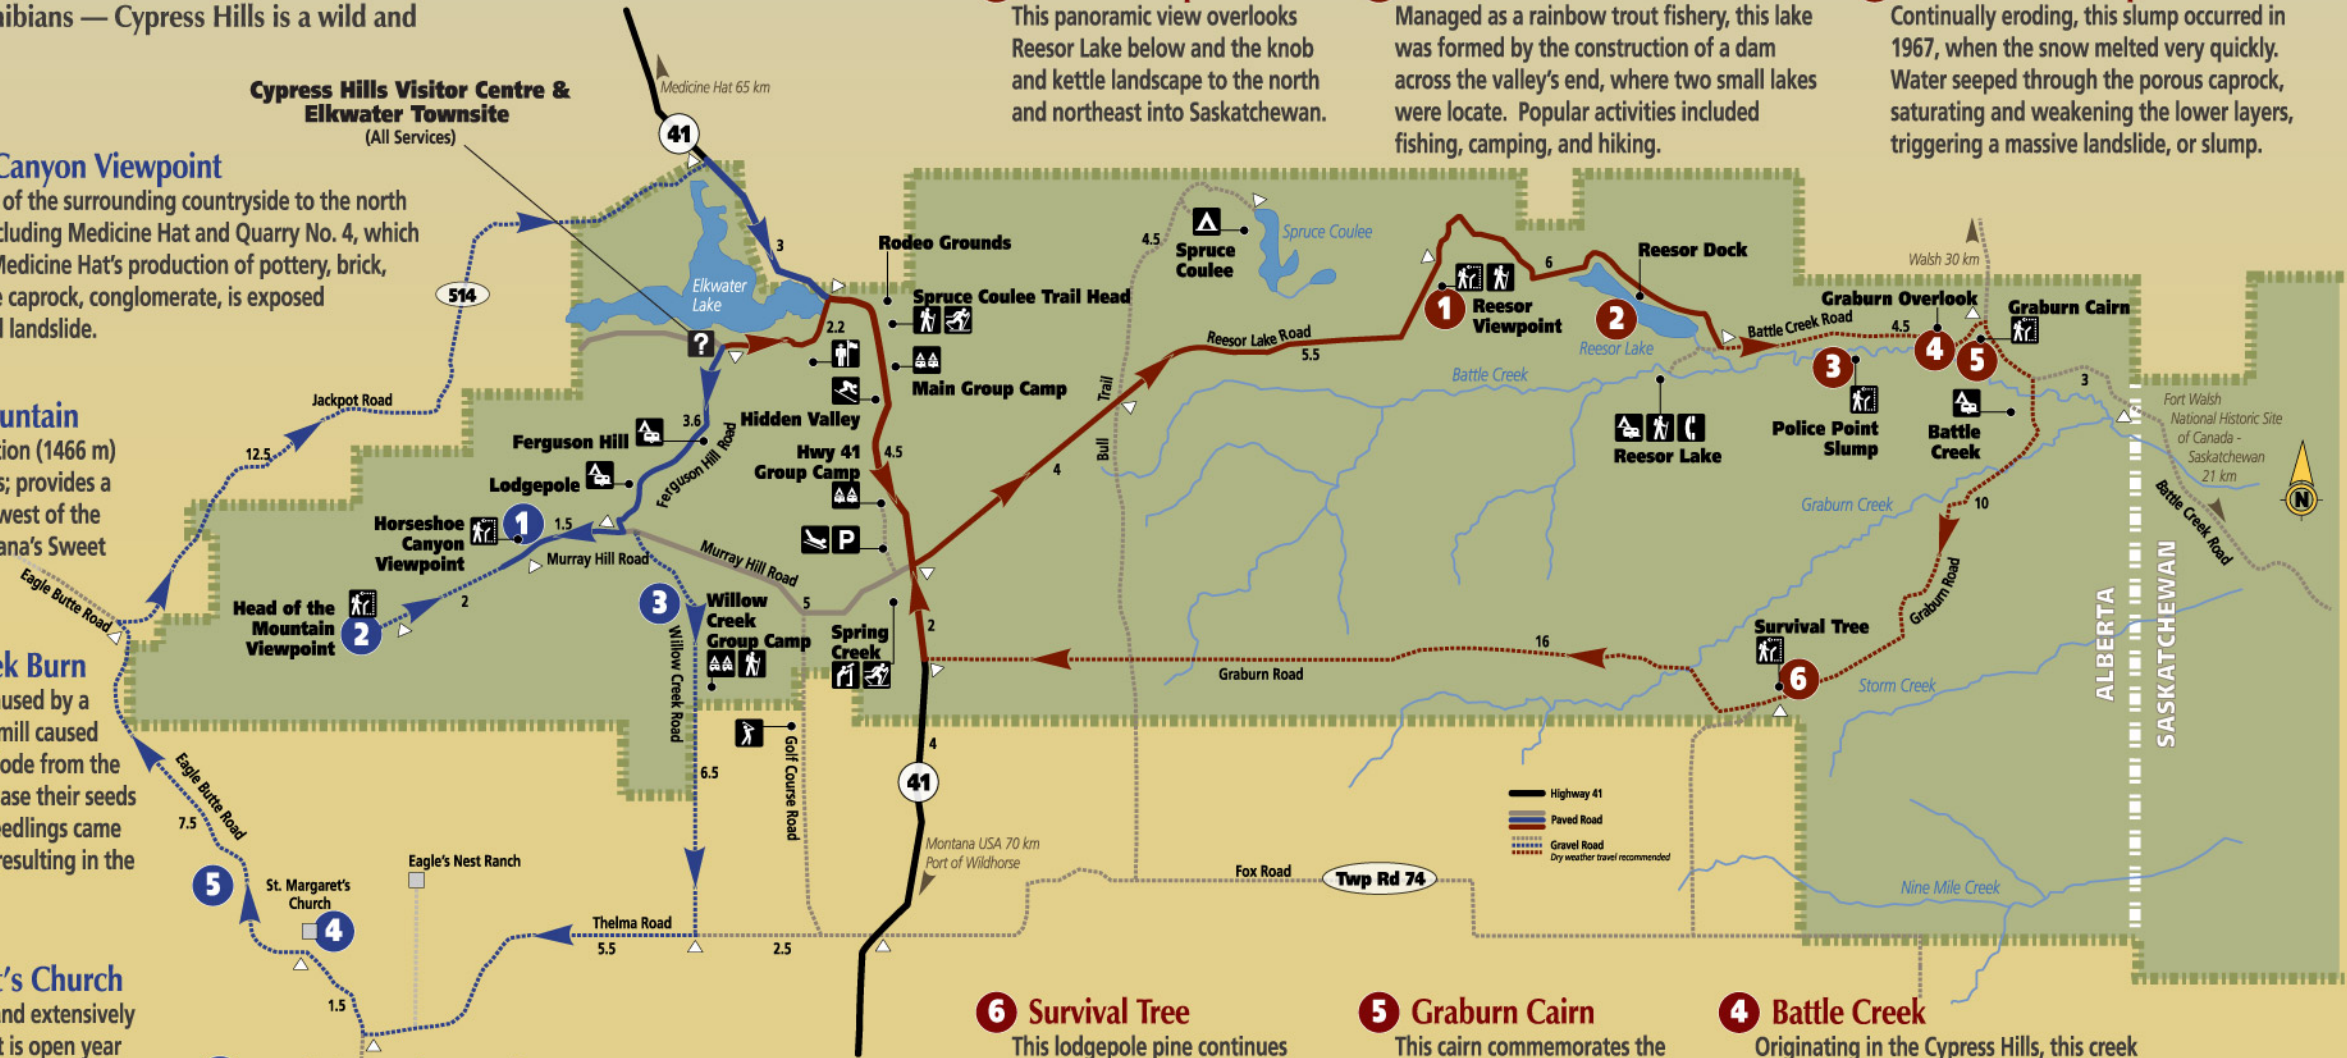 nibians — Cypress Hills is a wild and
Canyon Viewpoint
of the surrounding countryside to the north
cluding Medicine Hat and Quarry No. 4, which
Medicine Hat's production of pottery, brick,
e caprock, conglomerate, is exposed
l landslide.
untain
tion (1466 m)
s; provides a
west of the
ana's Sweet
ek Burn
aused by a
mill caused
ode from the
ase their seeds
eedlings came
resulting in the
t's Church
and extensively
t is open year
This panoramic view overlooks
Reesor Lake below and the knob
and kettle landscape to the north
and northeast into Saskatchewan.
Managed as a rainbow trout fishery, this lake
was formed by the construction of a dam
across the valley's end, where two small lakes
were locate. Popular activities included
fishing, camping, and hiking.
Continually eroding, this slump occurred in
1967, when the snow melted very quickly.
Water seeped through the porous caprock,
saturating and weakening the lower layers,
triggering a massive landslide, or slump.
Cypress Hills Visitor Centre &
Elkwater Townsite
(All Services)
Medicine Hat 65 km
41
3
514
Jackpot Road
12.5
Elkwater
Lake
?
2.2
Rodeo Grounds
Spruce Coulee Trail Head
Main Group Camp
Hidden Valley
Hwy 41
Group Camp
4.5
P
3.6
Ferguson Hill
Ferguson Hill Road
Lodgepole
Horseshoe
Canyon
Viewpoint
1
1.5
Murray Hill Road
Murray Hill Road
5
Head of the
Mountain
Viewpoint
2
2
Eagle Butte Road
3
Willow
Creek
Group Camp
Willow Creek Road
6.5
Spring
Creek
2
Golf Course Road
4
41
Montana USA 70 km
Port of Wildhorse
Eagle Butte Road
7.5
5
St. Margaret's
Church
4
Eagle's Nest Ranch
1.5
Thelma Road
5.5
2.5
4.5
Bull
Trail
4
Spruce
Coulee
Spruce Coulee
Reesor Lake Road
5.5
1
Reesor
Viewpoint
6
2
Reesor Dock
Reesor Lake
Battle Creek
Reesor Lake
Battle Creek Road
4.5
Walsh 30 km
Graburn Overlook
Graburn Cairn
3
4
5
Police Point
Slump
Battle
Creek
3
Fort Walsh
National Historic Site
of Canada -
Saskatchewan
21 km
Battle Creek Road
N
Graburn Creek
10
Graburn Road
Survival Tree
6
Storm Creek
16
Graburn Road
ALBERTA
SASKATCHEWAN
Highway 41
Paved Road
Gravel Road
Dry weather travel recommended
Fox Road
Twp Rd 74
Nine Mile Creek
6 Survival Tree
This lodgepole pine continues
5 Graburn Cairn
This cairn commemorates the
4 Battle Creek
Originating in the Cypress Hills, this creek